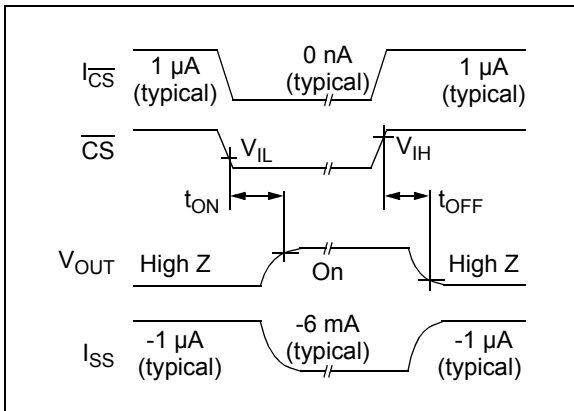 I_CS̅
1 µA
(typical)
0 nA
(typical)
1 µA
(typical)
C̅S̅
V_IL
V_IH
t_ON
t_OFF
V_OUT
High Z
On
High Z
I_SS
-1 µA
(typical)
-6 mA
(typical)
-1 µA
(typical)